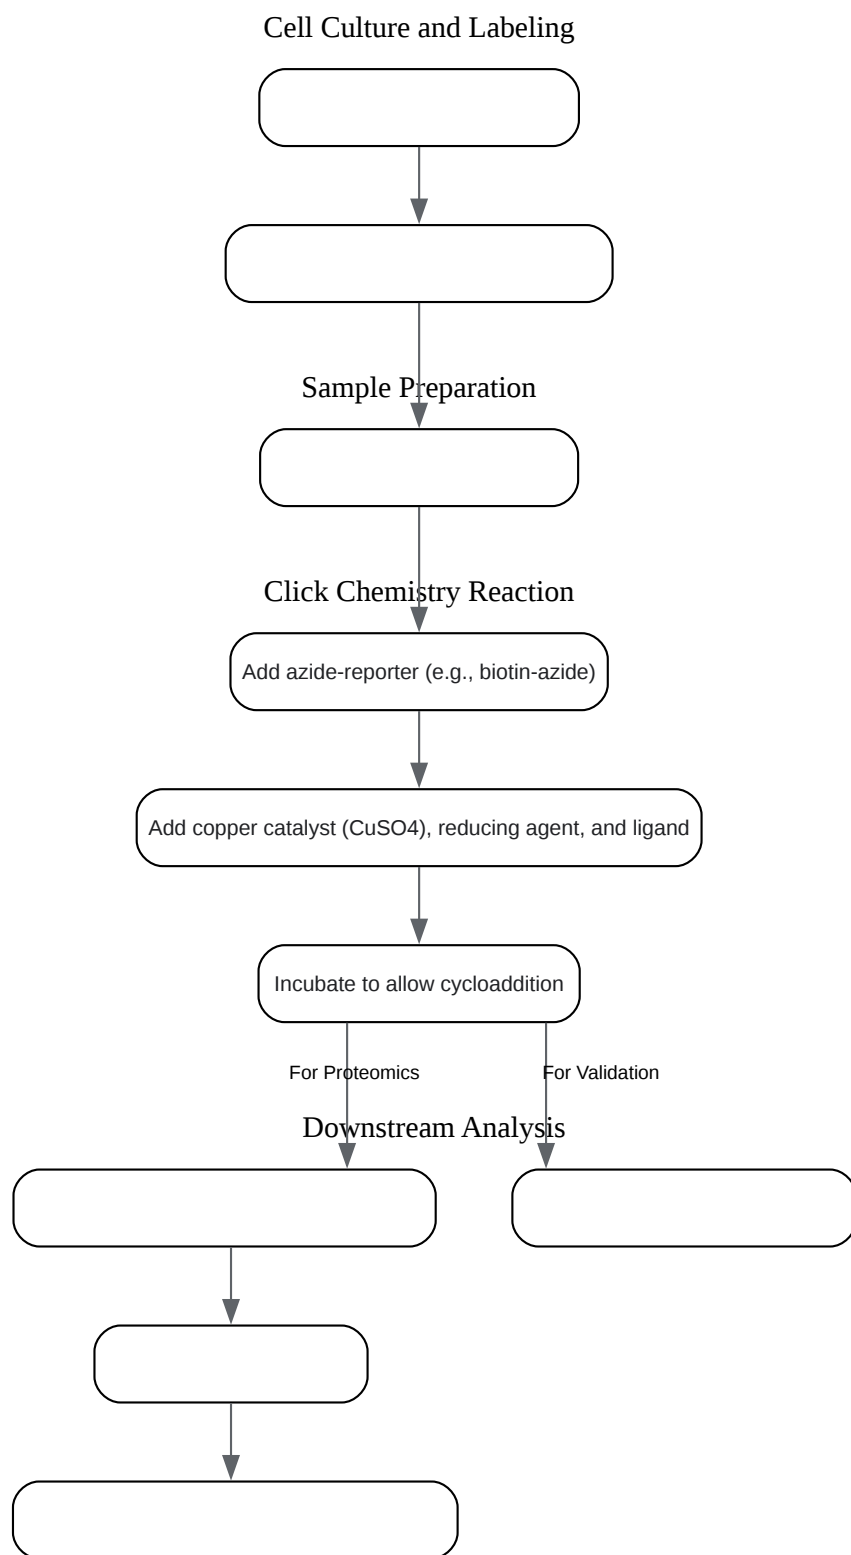 Cell Culture and Labeling
Sample Preparation
Click Chemistry Reaction
Add azide-reporter (e.g., biotin-azide)
Add copper catalyst (CuSO4), reducing agent, and ligand
Incubate to allow cycloaddition
For Proteomics
For Validation
Downstream Analysis